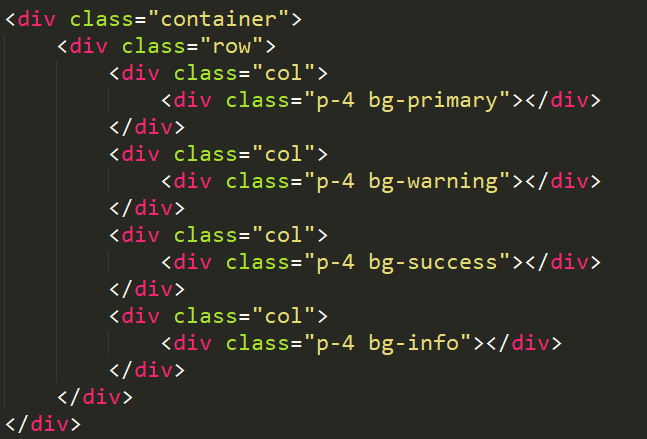 <div class="container">
    <div class="row">
        <div class="col">
            <div class="p-4 bg-primary"></div>
        </div>
        <div class="col">
            <div class="p-4 bg-warning"></div>
        </div>
        <div class="col">
            <div class="p-4 bg-success"></div>
        </div>
        <div class="col">
            <div class="p-4 bg-info"></div>
        </div>
    </div>
</div>